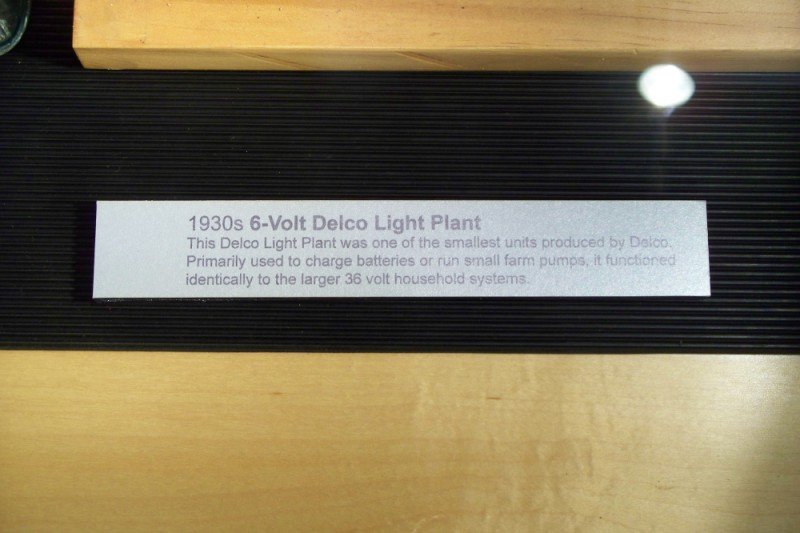 1930s 6-Volt Delco Light Plant
This Delco Light Plant was one of the smallest units produced by Delco.
Primarily used to charge batteries or run small farm pumps, it functioned
identically to the larger 36 volt household systems.